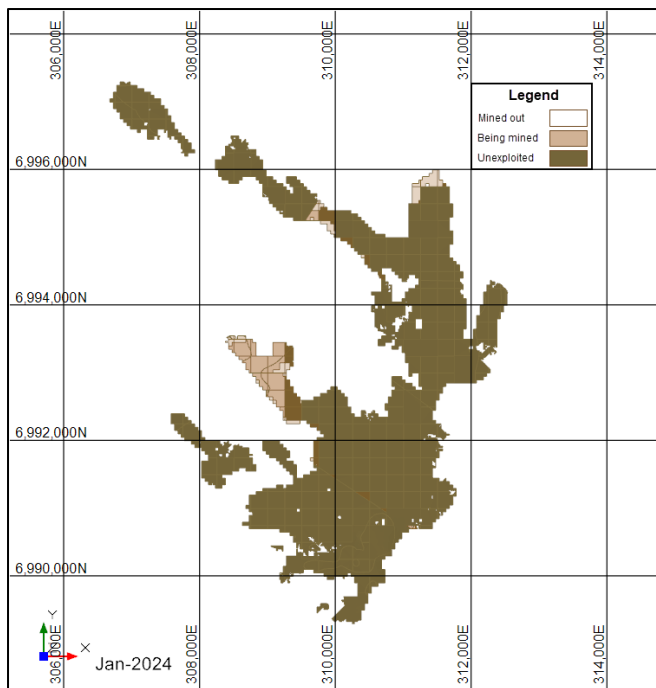 306,000E
308,000E
310,000E
312,000E
314,000E
Legend
Mined out
Being mined
Unexploited
6,996,000N
6,994,000N
6,992,000N
6,990,000N
Y
X
Jan-2024
306,000E
308,000E
310,000E
312,000E
314,000E